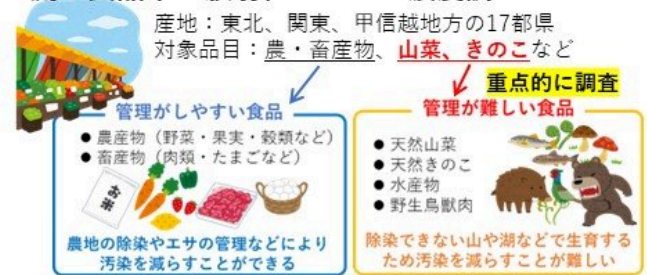 産地：東北、関東、甲信越地方の17都県
対象品目：農・畜産物、山菜、きのこなど
重点的に調査
管理がしやすい食品
● 農産物（野菜・果実・穀類など）
● 畜産物（肉類・たまごなど）
お米
農地の除染やエサの管理などにより
汚染を減らすことができる
管理が難しい食品
● 天然山菜
● 天然きのこ
● 水産物
● 野生鳥獣肉
除染できない山や湖などで生育する
ため汚染を減らすことが難しい